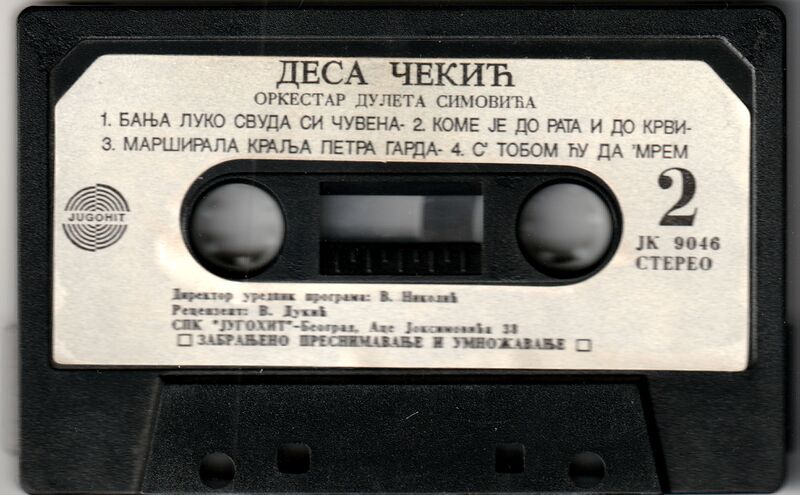 ДЕСА ЧЕКИЋ
ОРКЕСТАР ДУЛЕТА СИМОВИЋА
1. БАЊА ЛУКО СВУДА СИ ЧУВЕНА- 2. КОМЕ ЈЕ ДО РАТА И ДО КРВИ-
3. МАРШИРАЛА КРАЉА ПЕТРА ГАРДА- 4. С' ТОБОМ ЋУ ДА 'МРЕМ
JUGOHIT
2
ЈК 9046
СТЕРЕО
Директор уредник програма: В. Николић
Рецензент: В. Дукић
СПК "ЈУГОХИТ"-Београд, Аце Јоксимовића 38
□ ЗАБРАЊЕНО ПРЕСНИМАВАЊЕ И УМНОЖАВАЊЕ □